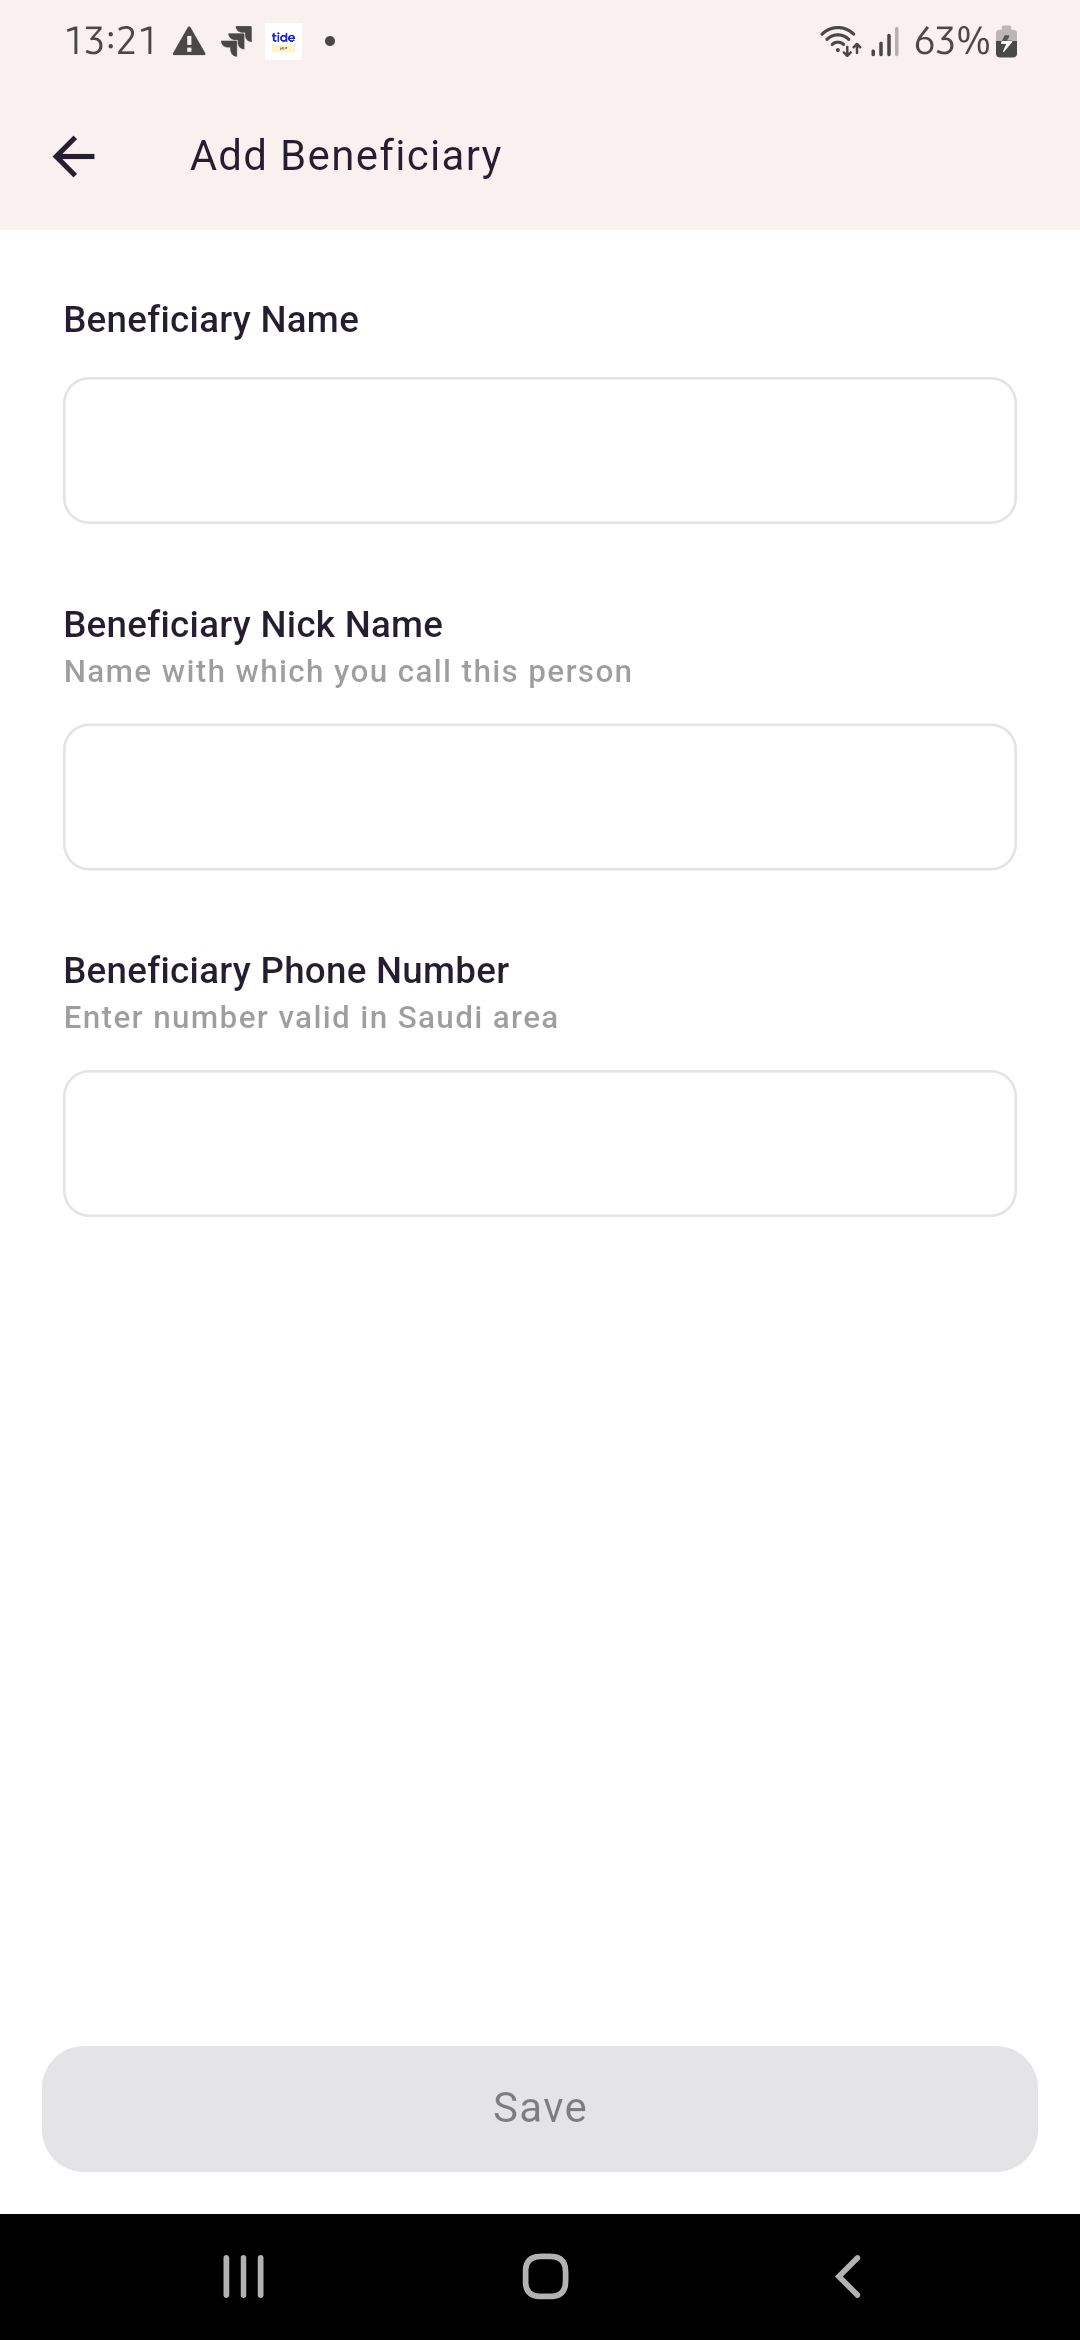 13:21 tide 63%
Add Beneficiary
Beneficiary Name
Beneficiary Nick Name
Name with which you call this person
Beneficiary Phone Number
Enter number valid in Saudi area
Save